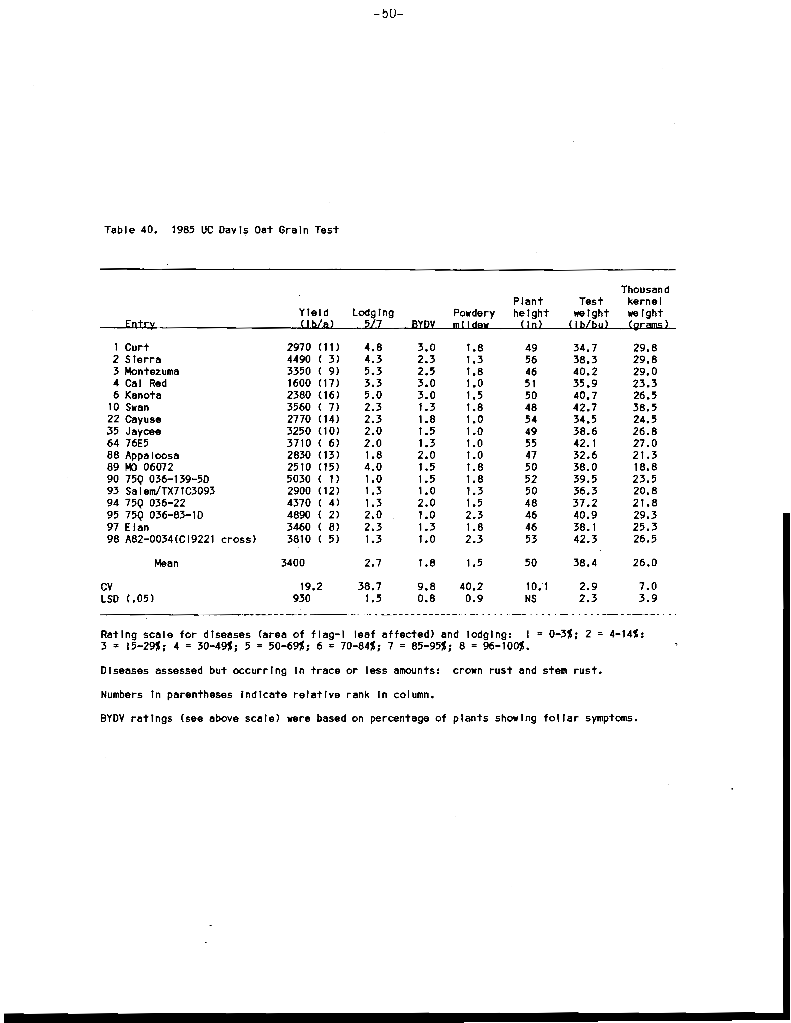 -50-
Table 40. 1985 UC Davis Oat Grain Test
Thousand
Plant Test kernel
Yield Lodging Powdery height weight weight
Entry (lb/a) 5/7 BYDV mildew (in) (lb/bu) (grams)
1 Curt 2970 (11) 4.8 3.0 1.8 49 34.7 29.8
2 Sierra 4490 ( 3) 4.3 2.3 1.3 56 38.3 29.8
3 Montezuma 3350 ( 9) 5.3 2.5 1.8 46 40.2 29.0
4 Cal Red 1600 (17) 3.3 3.0 1.0 51 35.9 23.3
6 Kanota 2380 (16) 5.0 3.0 1.5 50 40.7 26.5
10 Swan 3560 ( 7) 2.3 1.3 1.8 48 42.7 38.5
22 Cayuse 2770 (14) 2.3 1.8 1.0 54 34.5 24.5
35 Jaycee 3250 (10) 2.0 1.5 1.0 49 38.6 26.8
64 76E5 3710 ( 6) 2.0 1.3 1.0 55 42.1 27.0
88 Appaloosa 2830 (13) 1.8 2.0 1.0 47 32.6 21.3
89 MO 06072 2510 (15) 4.0 1.5 1.8 50 38.0 18.8
90 75Q 036-139-5D 5030 ( 1) 1.0 1.5 1.8 52 39.5 23.5
93 Salem/TX71C3093 2900 (12) 1.3 1.0 1.3 50 36.3 20.8
94 75Q 036-22 4370 ( 4) 1.3 2.0 1.5 48 37.2 21.8
95 75Q 036-83-1D 4890 ( 2) 2.0 1.0 2.3 46 40.9 29.3
97 Elan 3460 ( 8) 2.3 1.3 1.8 46 38.1 25.3
98 A82-0034(CI9221 cross) 3810 ( 5) 1.3 1.0 2.3 53 42.3 26.5
Mean 3400 2.7 1.8 1.5 50 38.4 26.0
CV 19.2 38.7 9.8 40.2 10.1 2.9 7.0
LSD (.05) 930 1.5 0.8 0.9 NS 2.3 3.9
Rating scale for diseases (area of flag-1 leaf affected) and lodging: 1 = 0-3%; 2 = 4-14%;
3 = 15-29%; 4 = 30-49%; 5 = 50-69%; 6 = 70-84%; 7 = 85-95%; 8 = 96-100%.
Diseases assessed but occurring in trace or less amounts: crown rust and stem rust.
Numbers in parentheses indicate relative rank in column.
BYDV ratings (see above scale) were based on percentage of plants showing foliar symptoms.